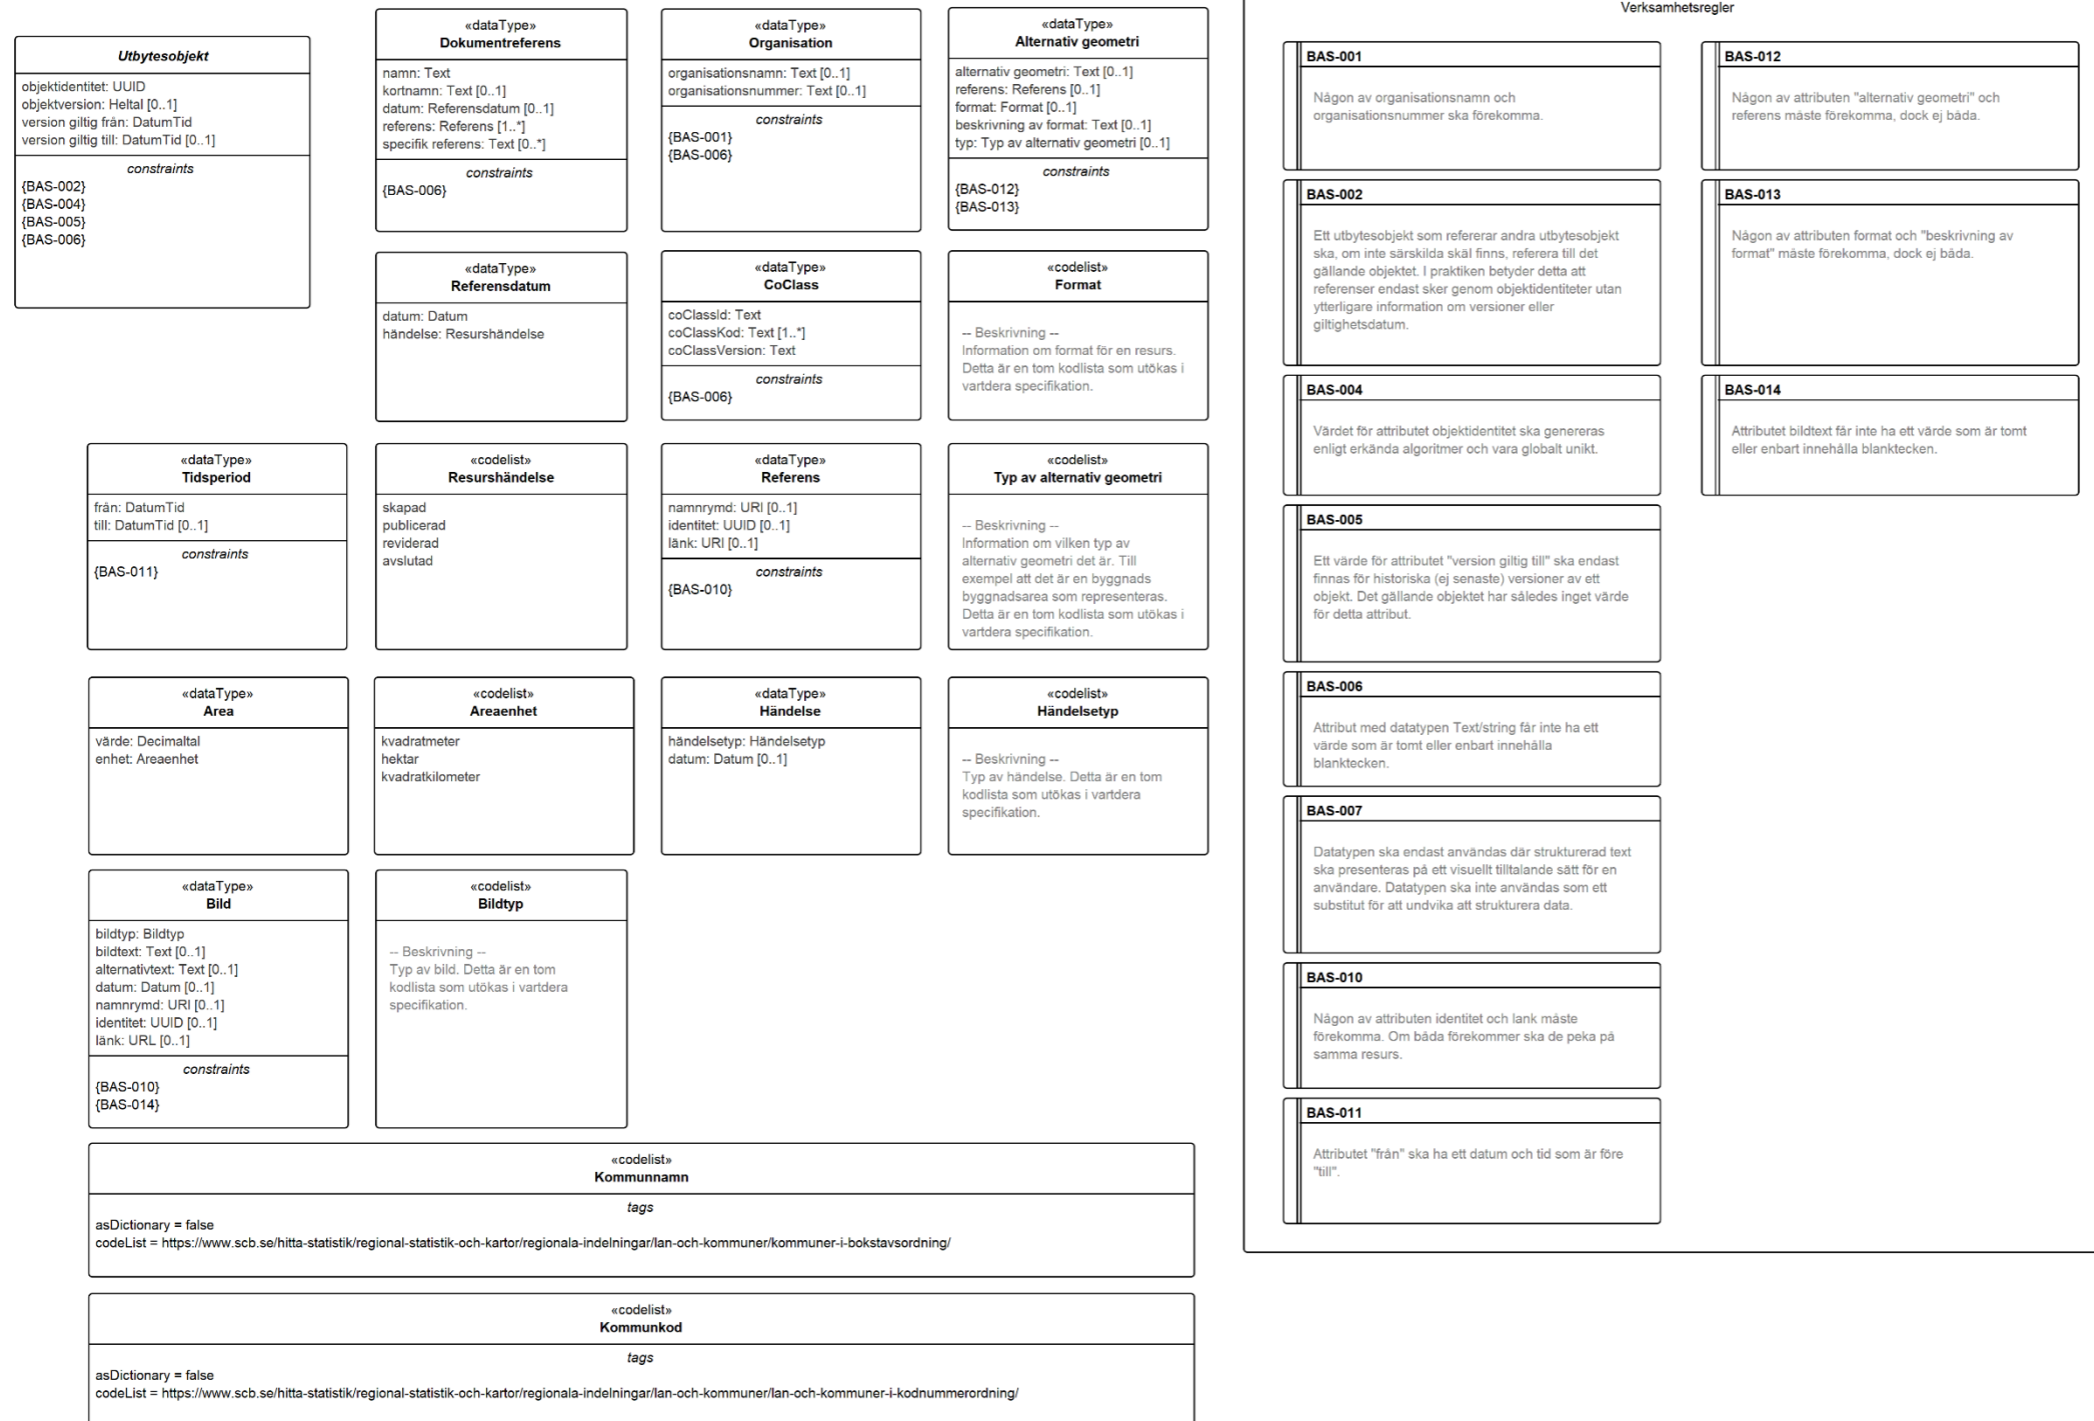 Utbytesobjekt
objektidentitet: UUID
objektversion: Heltal [0..1]
version giltig från: DatumTid
version giltig till: DatumTid [0..1]
constraints
{BAS-002}
{BAS-004}
{BAS-005}
{BAS-006}
«dataType»
Dokumentreferens
namn: Text
kortnamn: Text [0..1]
datum: Referensdatum [0..1]
referens: Referens [1..*]
specifik referens: Text [0..*]
constraints
{BAS-006}
«dataType»
Organisation
organisationsnamn: Text [0..1]
organisationsnummer: Text [0..1]
constraints
{BAS-001}
{BAS-006}
«dataType»
Alternativ geometri
alternativ geometri: Text [0..1]
referens: Referens [0..1]
format: Format [0..1]
beskrivning av format: Text [0..1]
typ: Typ av alternativ geometri [0..1]
constraints
{BAS-012}
{BAS-013}
«dataType»
Referensdatum
datum: Datum
händelse: Resurshändelse
«dataType»
CoClass
coClassId: Text
coClassKod: Text [1..*]
coClassVersion: Text
constraints
{BAS-006}
«codelist»
Format
-- Beskrivning --
Information om format för en resurs.
Detta är en tom kodlista som utökas i
vartdera specifikation.
«dataType»
Tidsperiod
från: DatumTid
till: DatumTid [0..1]
constraints
{BAS-011}
«codelist»
Resurshändelse
skapad
publicerad
reviderad
avslutad
«dataType»
Referens
namnrymd: URI [0..1]
identitet: UUID [0..1]
länk: URI [0..1]
constraints
{BAS-010}
«codelist»
Typ av alternativ geometri
-- Beskrivning --
Information om vilken typ av
alternativ geometri det är. Till
exempel att det är en byggnads
byggnadsarea som representeras.
Detta är en tom kodlista som utökas i
vartdera specifikation.
«dataType»
Area
värde: Decimaltal
enhet: Areaenhet
«codelist»
Areaenhet
kvadratmeter
hektar
kvadratkilometer
«dataType»
Händelse
händelsetyp: Händelsetyp
datum: Datum [0..1]
«codelist»
Händelsetyp
-- Beskrivning --
Typ av händelse. Detta är en tom
kodlista som utökas i vartdera
specifikation.
«dataType»
Bild
bildtyp: Bildtyp
bildtext: Text [0..1]
alternativtext: Text [0..1]
datum: Datum [0..1]
namnrymd: URI [0..1]
identitet: UUID [0..1]
länk: URL [0..1]
constraints
{BAS-010}
{BAS-014}
«codelist»
Bildtyp
-- Beskrivning --
Typ av bild. Detta är en tom
kodlista som utökas i vartdera
specifikation.
«codelist»
Kommunnamn
tags
asDictionary = false
codeList = https://www.scb.se/hitta-statistik/regional-statistik-och-kartor/regionala-indelningar/lan-och-kommuner/kommuner-i-bokstavsordning/
«codelist»
Kommunkod
tags
asDictionary = false
codeList = https://www.scb.se/hitta-statistik/regional-statistik-och-kartor/regionala-indelningar/lan-och-kommuner/lan-och-kommuner-i-kodnummerordning/
Verksamhetsregler
BAS-001
Någon av organisationsnamn och
organisationsnummer ska förekomma.
BAS-002
Ett utbytesobjekt som refererar andra utbytesobjekt
ska, om inte särskilda skäl finns, referera till det
gällande objektet. I praktiken betyder detta att
referenser endast sker genom objektidentiteter utan
ytterligare information om versioner eller
giltighetsdatum.
BAS-004
Värdet för attributet objektidentitet ska genereras
enligt erkända algoritmer och vara globalt unikt.
BAS-005
Ett värde för attributet "version giltig till" ska endast
finnas för historiska (ej senaste) versioner av ett
objekt. Det gällande objektet har således inget värde
för detta attribut.
BAS-006
Attribut med datatypen Text/string får inte ha ett
värde som är tomt eller enbart innehålla
blanktecken.
BAS-007
Datatypen ska endast användas där strukturerad text
ska presenteras på ett visuellt tilltalande sätt för en
användare. Datatypen ska inte användas som ett
substitut för att undvika att strukturera data.
BAS-010
Någon av attributen identitet och lank måste
förekomma. Om båda förekommer ska de peka på
samma resurs.
BAS-011
Attributet "från" ska ha ett datum och tid som är före
"till".
BAS-012
Någon av attributen "alternativ geometri" och
referens måste förekomma, dock ej båda.
BAS-013
Någon av attributen format och "beskrivning av
format" måste förekomma, dock ej båda.
BAS-014
Attributet bildtext får inte ha ett värde som är tomt
eller enbart innehålla blanktecken.